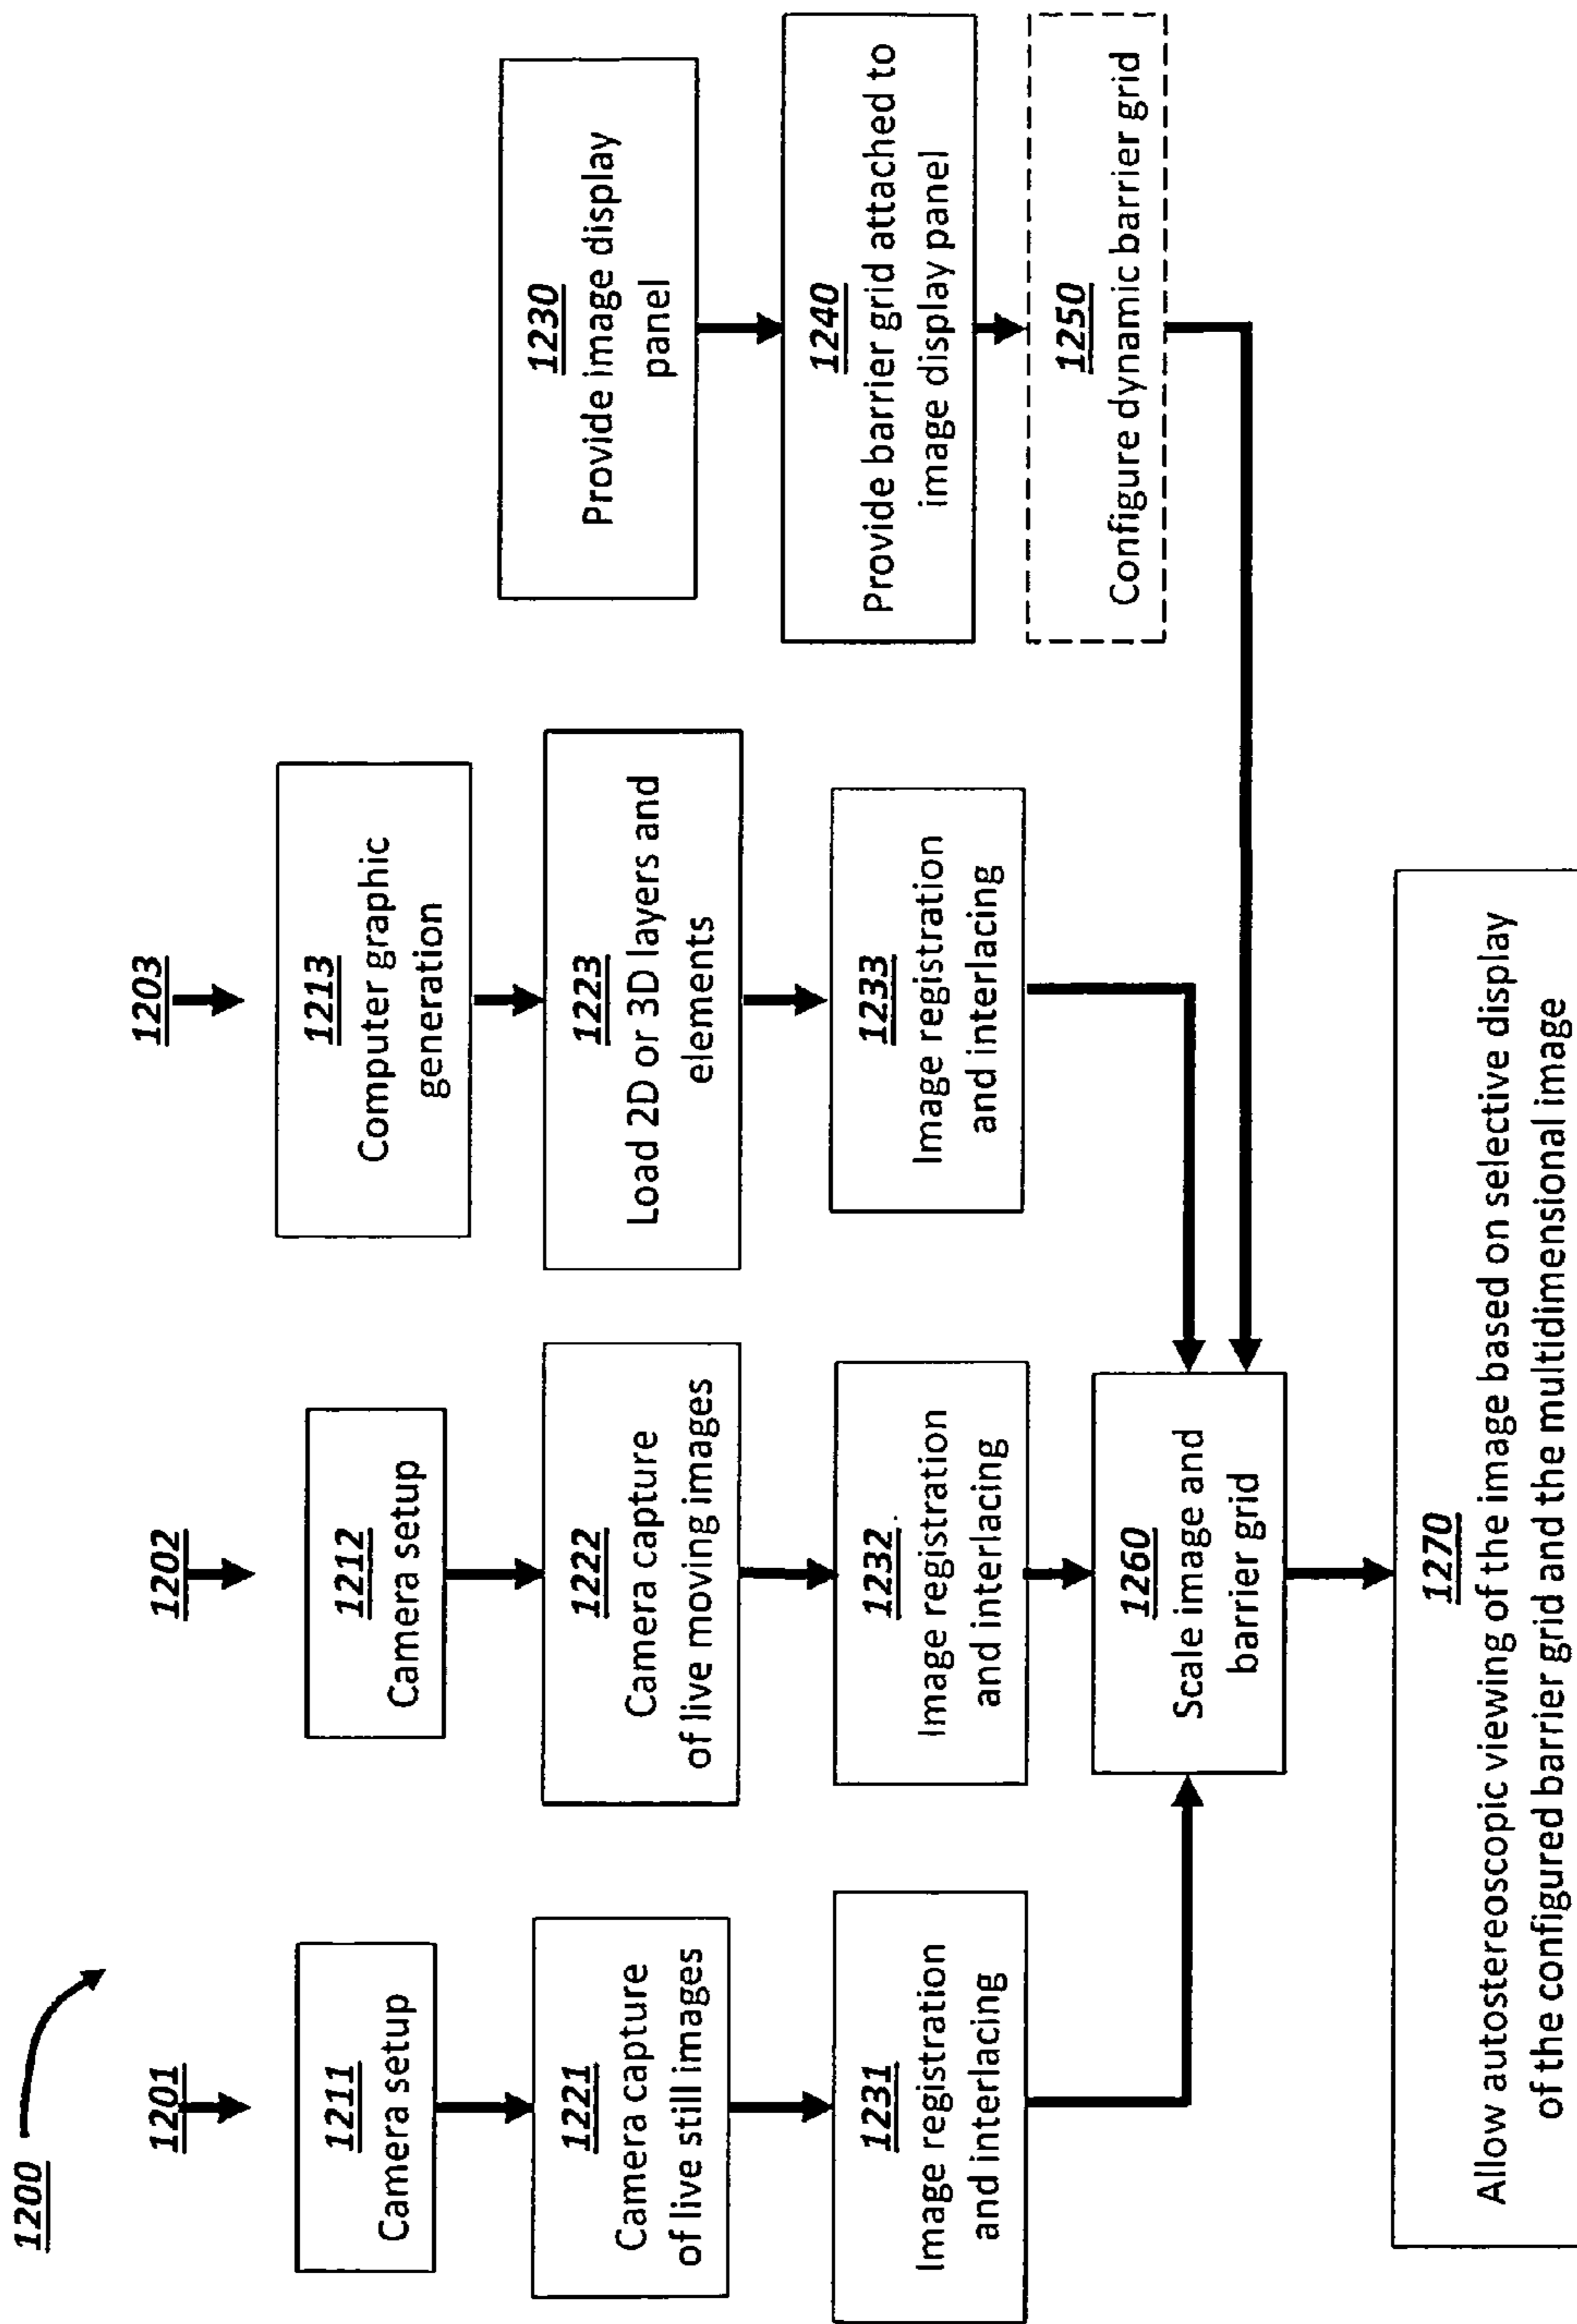 1200
1201
1211
Camera setup
1221
Camera capture
of live still images
1231
Image registration
and interlacing
1202
1212
Camera setup
1222
Camera capture
of live moving images
1232
Image registration
and interlacing
1203
1213
Computer graphic
generation
1223
Load 2D or 3D layers and
elements
1233
Image registration
and interlacing
1230
Provide image display
panel
1240
Provide barrier grid attached to
image display panel
1250
Configure dynamic barrier grid
1260
Scale image and
barrier grid
1270
Allow autostereoscopic viewing of the image based on selective display
of the configured barrier grid and the multidimensional image